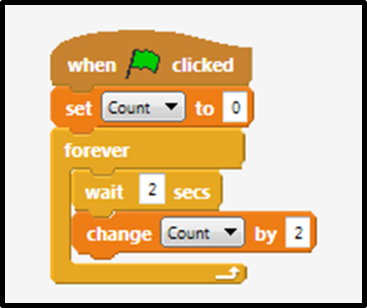 when clicked
set Count to 0
forever
wait 2 secs
change Count by 2